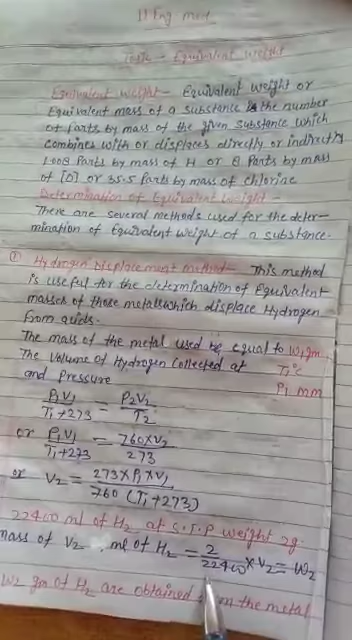 11 Eng med
Topic - Equivalent Weight
Equivalent weight - Equivalent weight or
Equivalent mass of a substance is the number
of parts by mass of the given substance which
combines with or displaces directly or indirectly
1.008 Parts by mass of H or 8 Parts by mass
of [O] or 35.5 Parts by mass of chlorine
Determination of Equivalent Weight -
There are several methods used for the deter-
mination of Equivalent weight of a substance.
① Hydrogen Displacement method - This method
is useful for the determination of Equivalent
masses of those metals which displace Hydrogen
from acids.
The mass of the metal used be equal to W₁ gm.
The Volume of Hydrogen Collected at T₁°C
and Pressure P₁ mm
P₁V₁/T₁+273 = P₂V₂/T₂
or P₁V₁/T₁+273 = 760×V₂/273
or V₂ = 273×P₁×V₁/760 (T₁+273)
22400 ml of H₂ at S.T.P weight 2g.
mass of V₂ ml of H₂ = 2/22400 ×V₂ = W₂
W₂ gm of H₂ are obtained from the metal